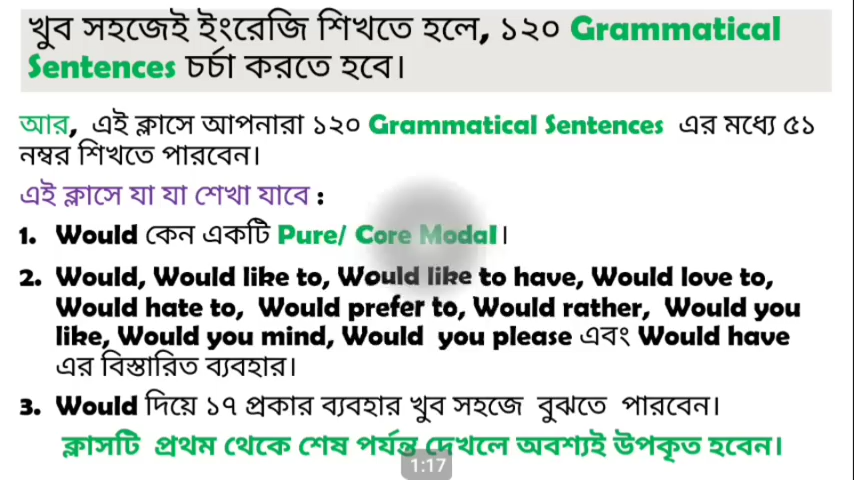 খুব সহজেই ইংরেজি শিখতে হলে, ১২০ Grammatical
Sentences চর্চা করতে হবে।
আর, এই ক্লাসে আপনারা ১২০ Grammatical Sentences এর মধ্যে ৫১
নম্বর শিখতে পারবেন।
এই ক্লাসে যা যা শেখা যাবে :
1. Would কেন একটি Pure/ Core Modal।
2. Would, Would like to, Would like to have, Would love to,
Would hate to, Would prefer to, Would rather, Would you
like, Would you mind, Would you please এবং Would have
এর বিস্তারিত ব্যবহার।
3. Would দিয়ে ১৭ প্রকার ব্যবহার খুব সহজে বুঝতে পারবেন।
ক্লাসটি প্রথম থেকে শেষ পর্যন্ত দেখলে অবশ্যই উপকৃত হবেন।
1:17